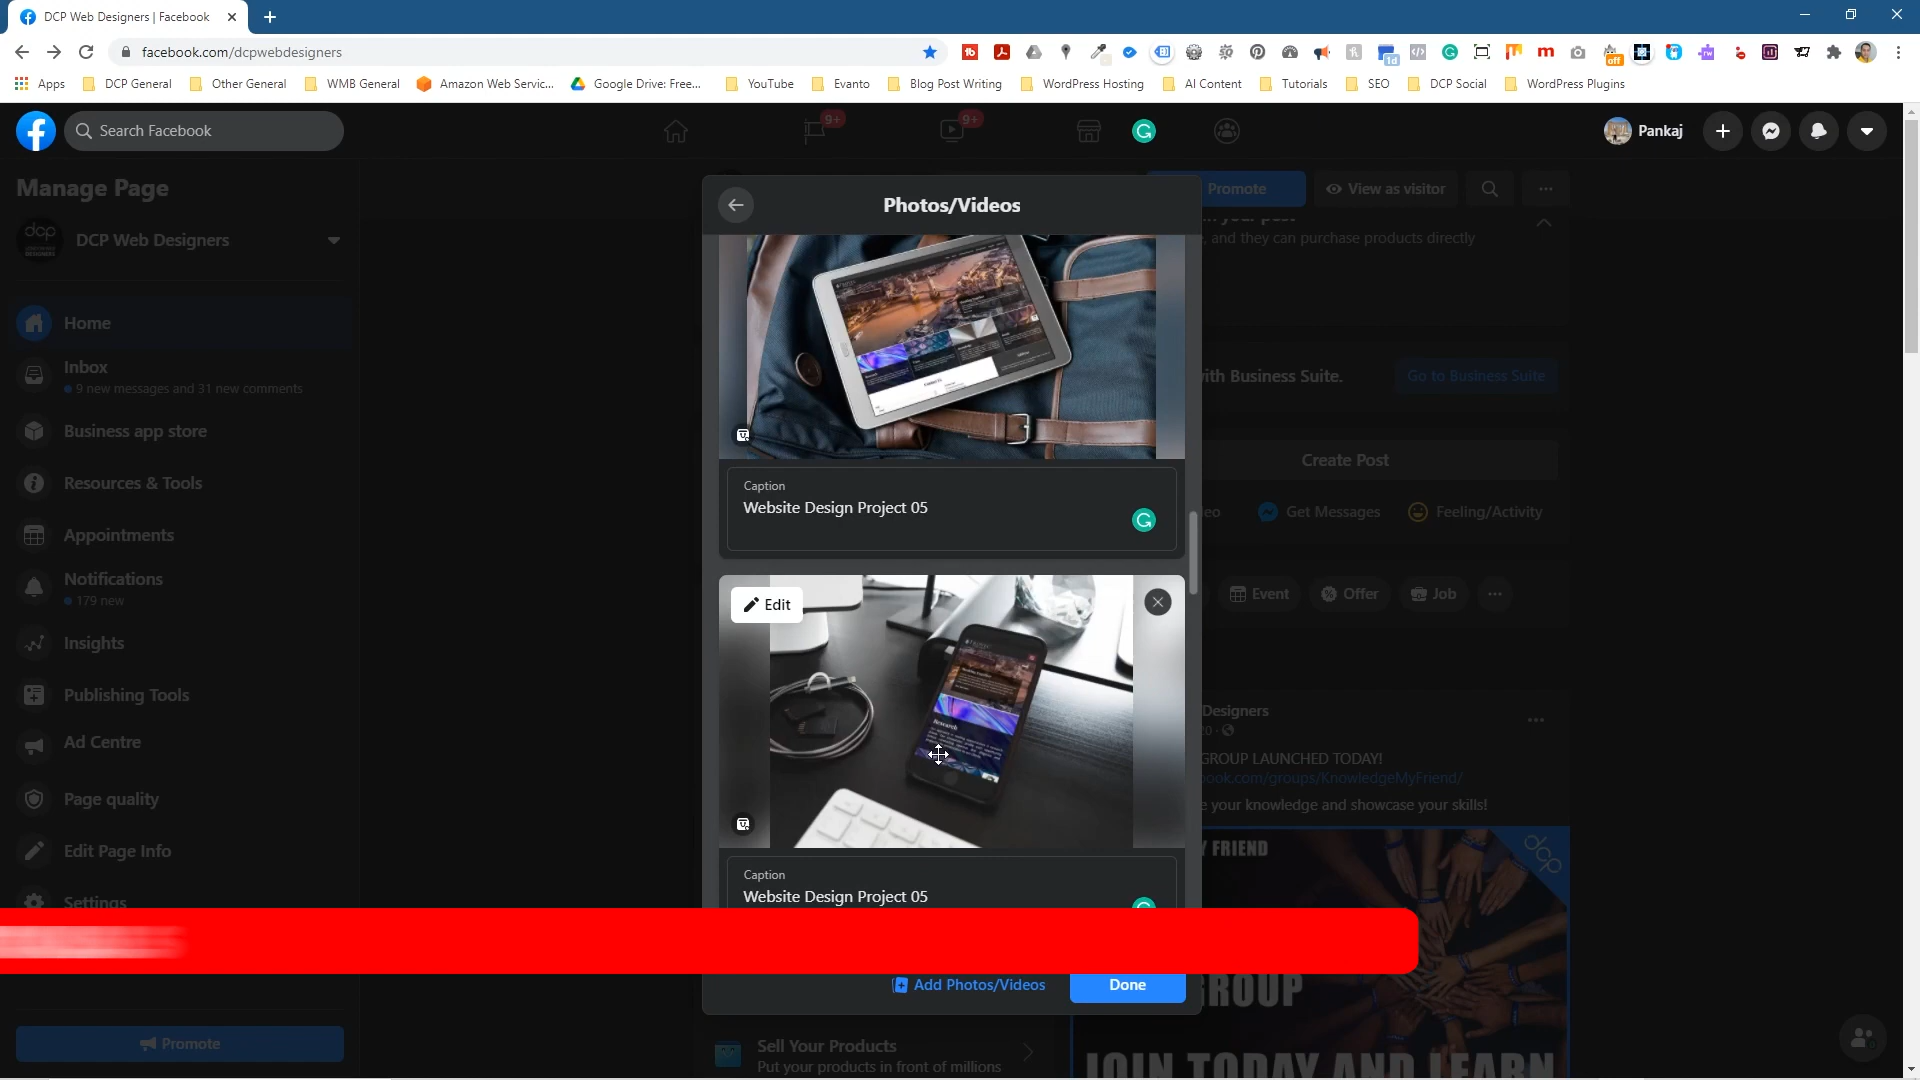 DCP Web Designers | Facebook
facebook.com/dcpwebdesigners
Apps
DCP General
Other General
WMB General
Amazon Web Servic...
Google Drive: Free...
YouTube
Evanto
Blog Post Writing
WordPress Hosting
AI Content
Tutorials
SEO
DCP Social
WordPress Plugins
Search Facebook
9+
9+
Pankaj
Manage Page
DCP Web Designers
Home
Inbox
9 new messages and 31 new comments
Business app store
Resources & Tools
Appointments
Notifications
179 new
Insights
Publishing Tools
Ad Centre
Page quality
Edit Page Info
Settings
Promote
Photos/Videos
Caption
Website Design Project 05
Edit
Caption
Website Design Project 05
Add Photos/Videos
Done
Promote
View as visitor
your post
, and they can purchase products directly
ith Business Suite.
Go to Business Suite
Create Post
eo
Get Messages
Feeling/Activity
Event
Offer
Job
Designers
GROUP LAUNCHED TODAY!
ook.com/groups/KnowledgeMyFriend/
e your knowledge and showcase your skills!
Y FRIEND
dcp
GROUP
JOIN TODAY AND LEARN
Sell Your Products
Put your products in front of millions